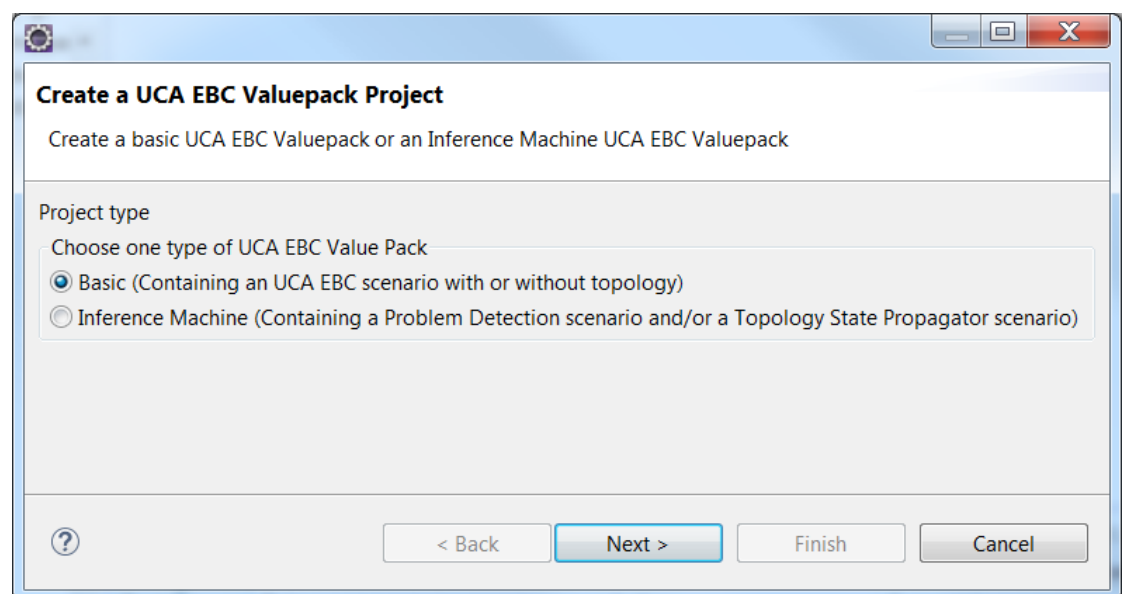 Create a UCA EBC Valuepack Project
Create a basic UCA EBC Valuepack or an Inference Machine UCA EBC Valuepack
Project type
Choose one type of UCA EBC Value Pack
Basic (Containing an UCA EBC scenario with or without topology)
Inference Machine (Containing a Problem Detection scenario and/or a Topology State Propagator scenario)
? < Back Next > Finish Cancel